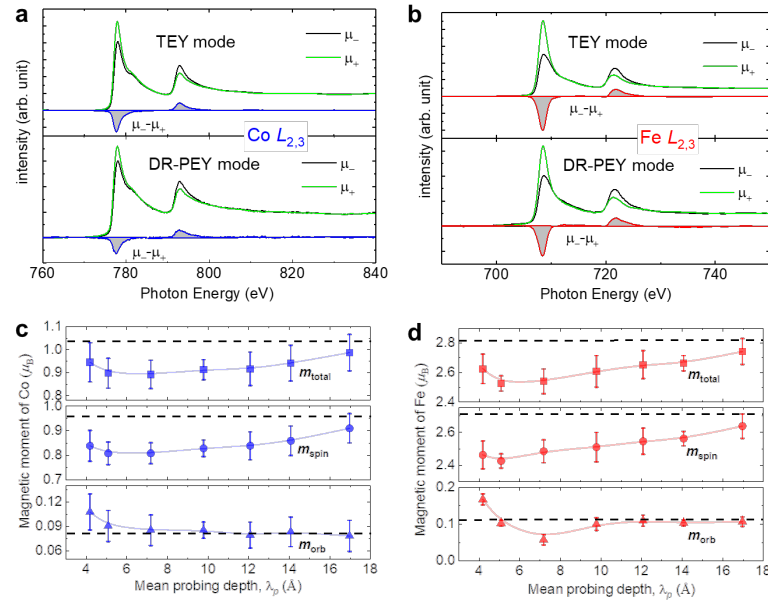 a
TEY mode
μ₋
μ₊
μ₋-μ₊
Co L₂,₃
DR-PEY mode
μ₋
μ₊
μ₋-μ₊
intensity (arb. unit)
760 780 800 820 840
Photon Energy (eV)
b
TEY mode
μ₋
μ₊
μ₋-μ₊
Fe L₂,₃
DR-PEY mode
μ₋
μ₊
μ₋-μ₊
intensity (arb. unit)
700 720 740
Photon Energy (eV)
c
Magnetic moment of Co (μB)
1.1
1.0
0.9
0.8
mtotal
1.0
0.9
0.8
0.7
mspin
0.12
0.09
0.06
morb
2 4 6 8 10 12 14 16 18
Mean probing depth, λp (Å)
d
Magnetic moment of Fe (μB)
2.8
2.6
2.4
mtotal
2.6
2.4
mspin
0.2
0.1
0.0
morb
2 4 6 8 10 12 14 16 18
Mean probing depth, λp (Å)